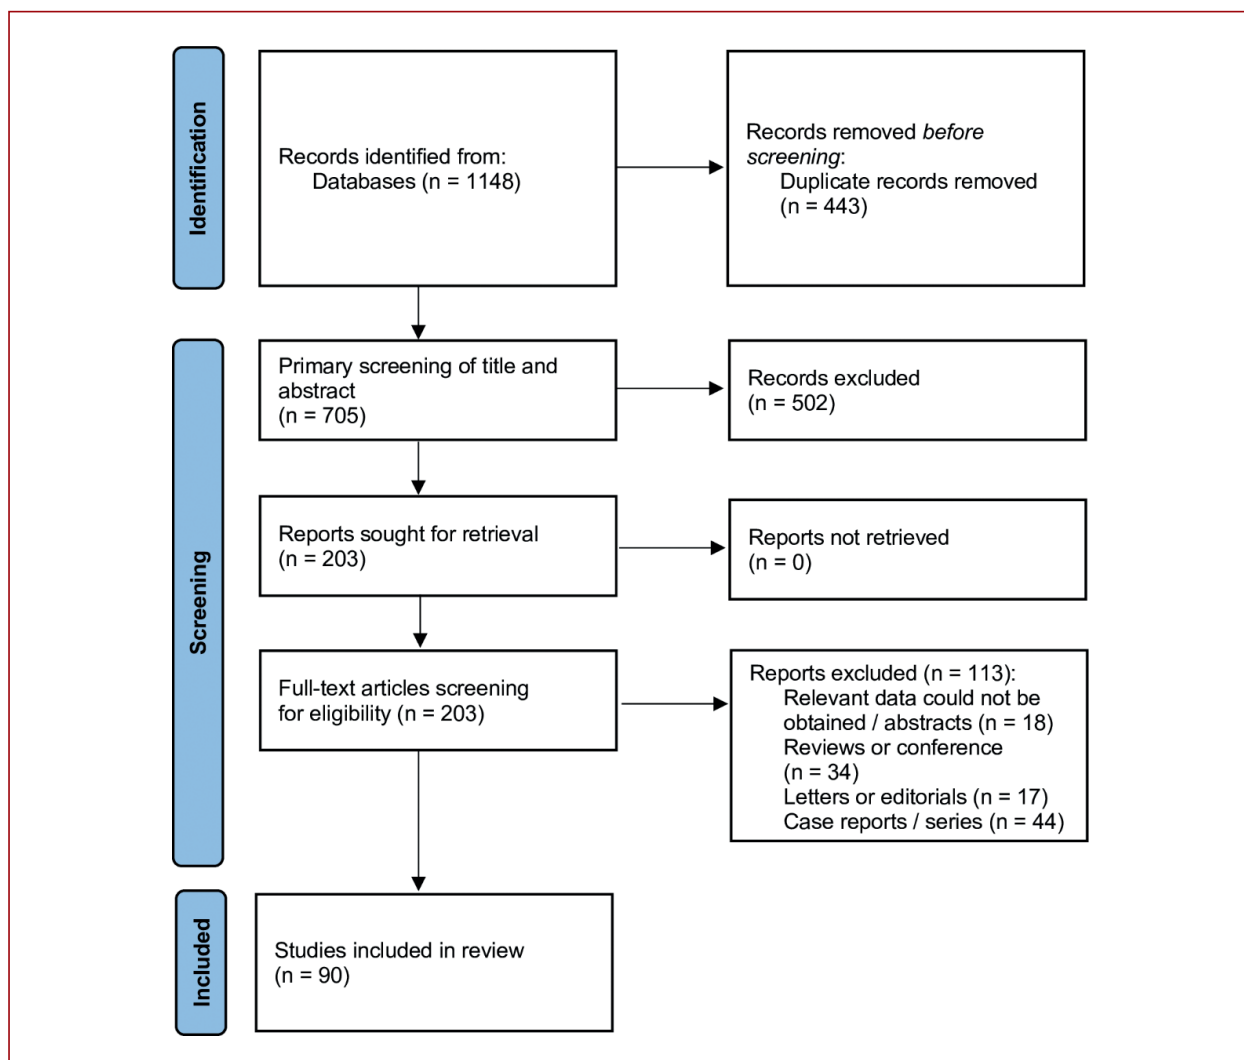 Identification
Records identified from:
Databases (n = 1148)
Records removed before
screening:
Duplicate records removed
(n = 443)
Screening
Primary screening of title and
abstract
(n = 705)
Records excluded
(n = 502)
Reports sought for retrieval
(n = 203)
Reports not retrieved
(n = 0)
Full-text articles screening
for eligibility (n = 203)
Reports excluded (n = 113):
Relevant data could not be
obtained / abstracts (n = 18)
Reviews or conference
(n = 34)
Letters or editorials (n = 17)
Case reports / series (n = 44)
Included
Studies included in review
(n = 90)